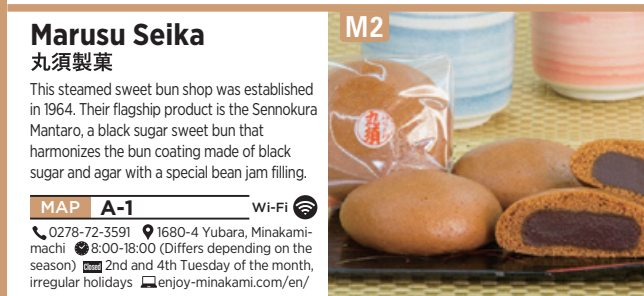 Marusu Seika
M2
丸須製菓
This steamed sweet bun shop was established
in 1964. Their flagship product is the Sennokura
Mantaro, a black sugar sweet bun that
harmonizes the bun coating made of black
sugar and agar with a special bean jam filling.
MAP A-1 Wi-Fi
0278-72-3591 1680-4 Yubara, Minakami-
machi 8:00-18:00 (Differs depending on the
season) Closed 2nd and 4th Tuesday of the month,
irregular holidays enjoy-minakami.com/en/
丸須